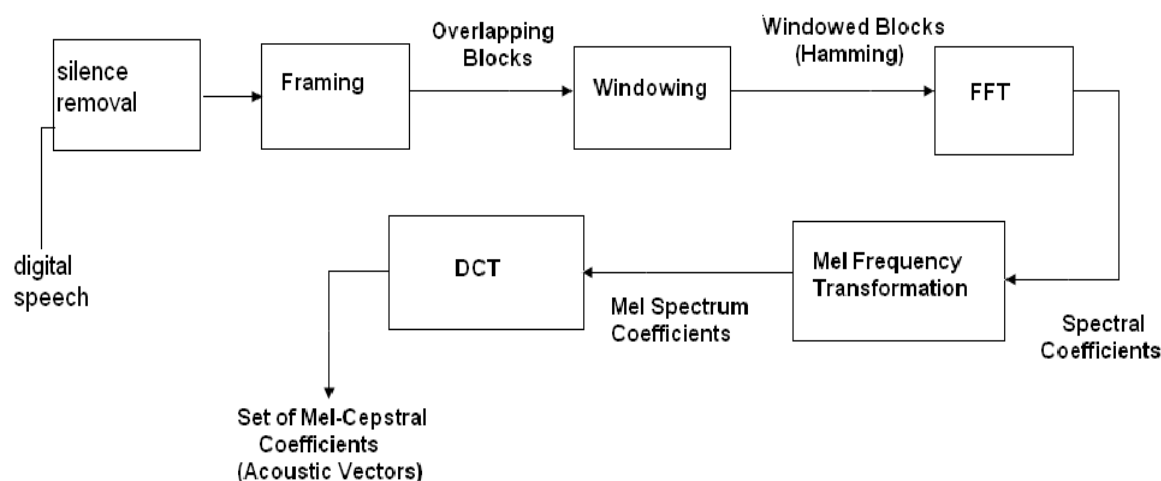 digital
speech
silence
removal
Framing
Overlapping
Blocks
Windowing
Windowed Blocks
(Hamming)
FFT
Spectral
Coefficients
Mel Frequency
Transformation
Mel Spectrum
Coefficients
DCT
Set of Mel-Cepstral
Coefficients
(Acoustic Vectors)